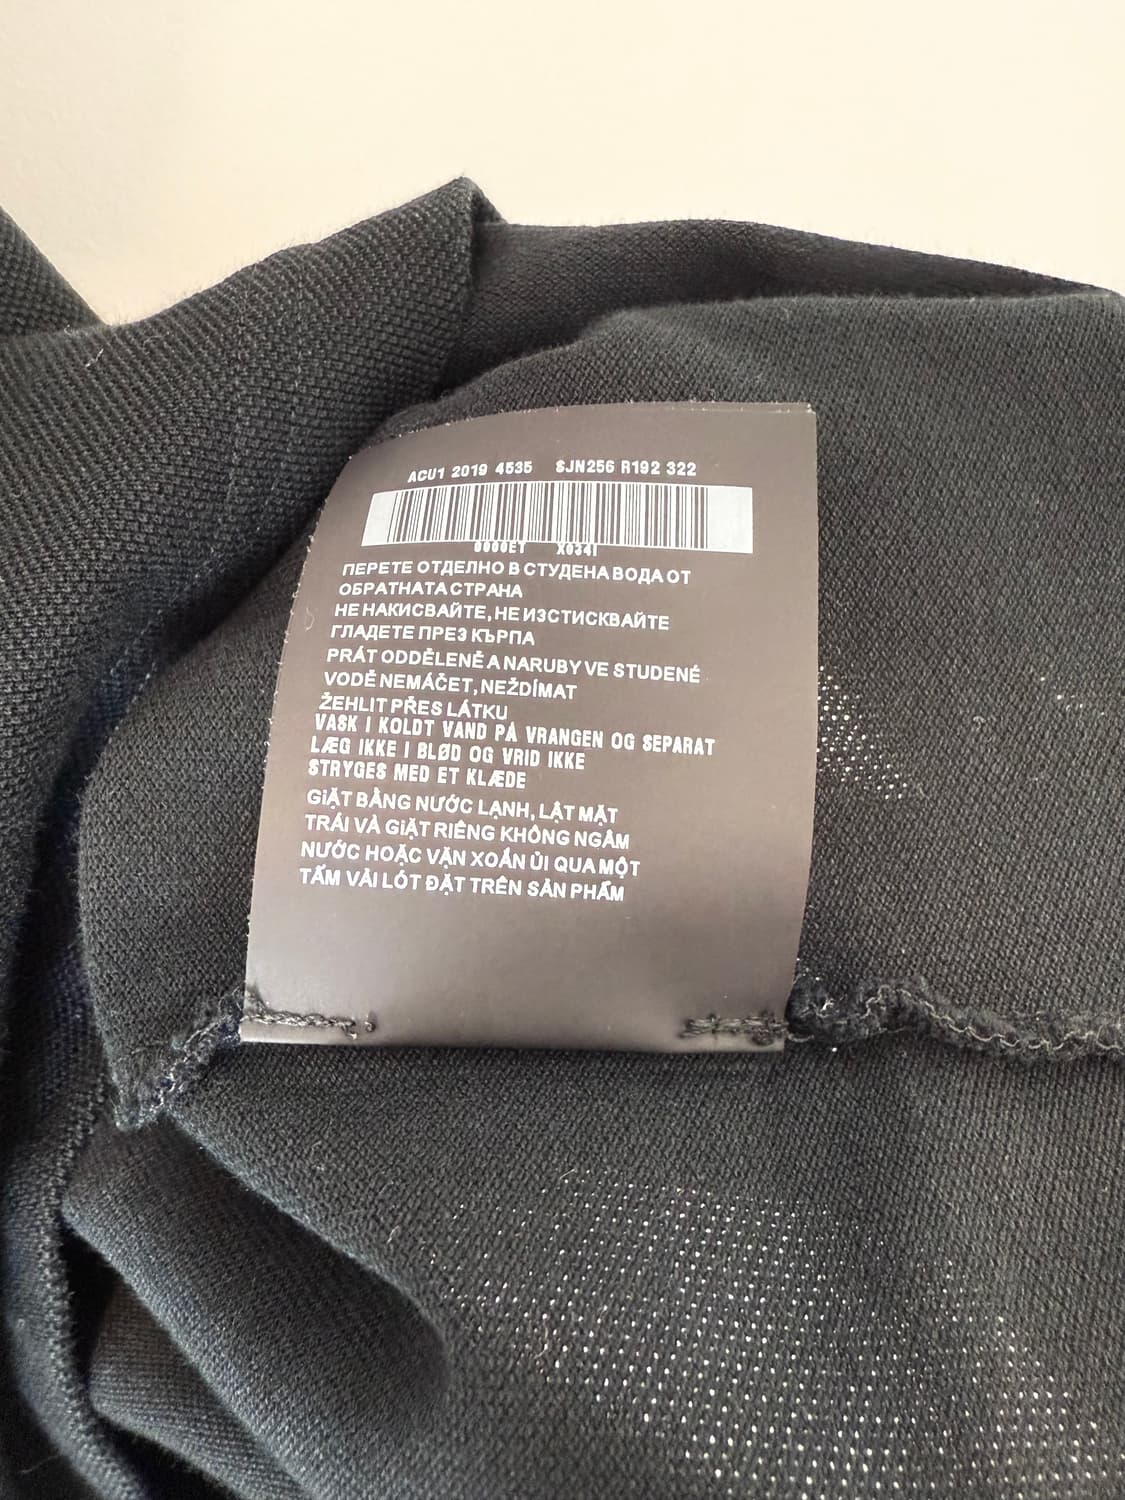 ACU1 2019 4535 SJN256 R192 322
0000ET X034I
ПЕРЕТЕ ОТДЕЛНО В СТУДЕНА ВОДА ОТ
ОБРАТНАТА СТРАНА
НЕ НАКИСВАЙТЕ, НЕ ИЗСТИСКВАЙТЕ
ГЛАДЕТЕ ПРЕЗ КЪРПА
PRÁT ODDĚLENĚ A NARUBY VE STUDENÉ
VODĚ NEMÁČET, NEŽDÍMAT
ŽEHLIT PŘES LÁTKU
VASK I KOLDT VAND PÅ VRANGEN OG SEPARAT
LÆG IKKE I BLØD OG VRID IKKE
STRYGES MED ET KLÆDE
GIẶT BẰNG NƯỚC LẠNH, LẬT MẶT
TRÁI VÀ GIẶT RIÊNG KHÔNG NGÂM
NƯỚC HOẶC VẶN XOẮN ỦI QUA MỘT
TẤM VẢI LÓT ĐẶT TRÊN SẢN PHẨM